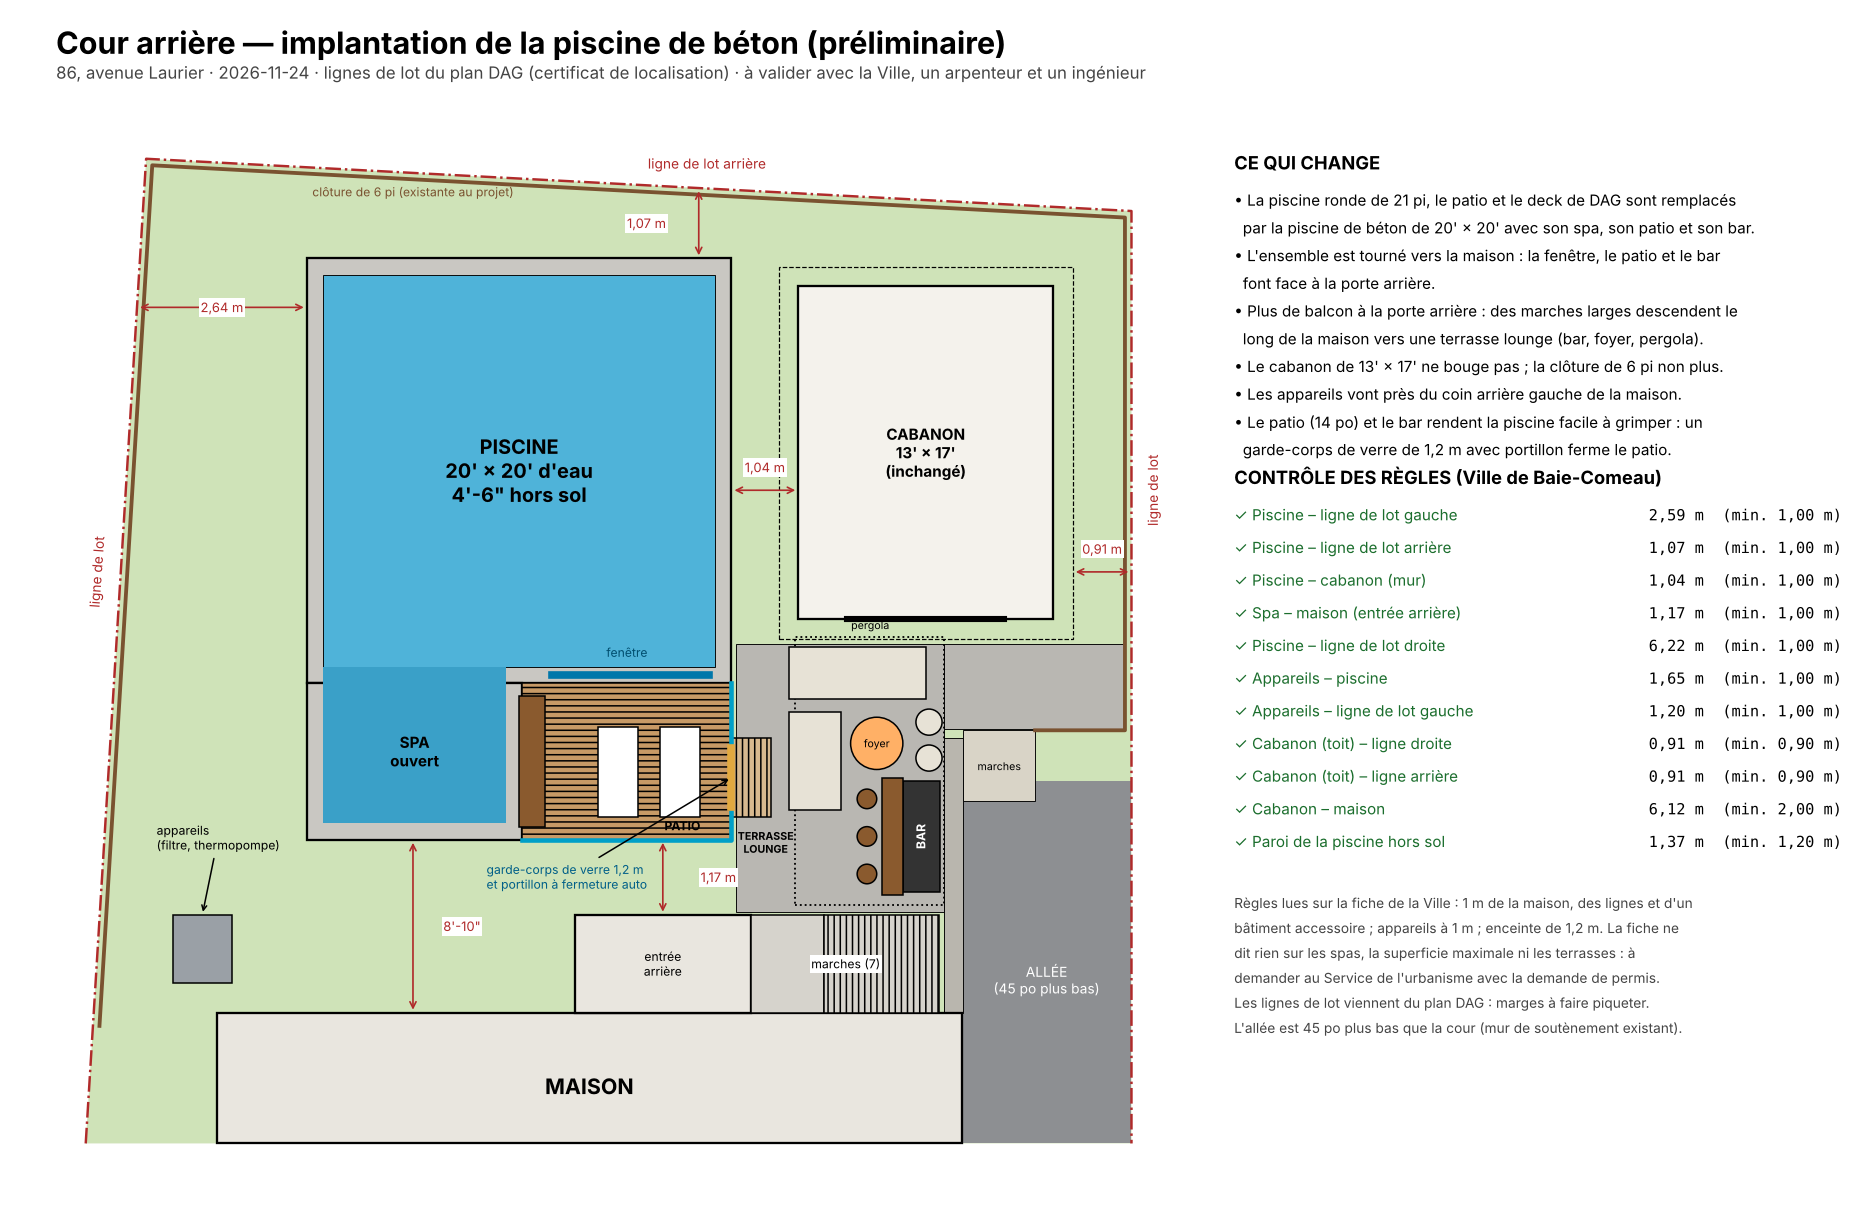 Cour arrière — implantation de la piscine de béton (préliminaire)
86, avenue Laurier · 2026-11-24 · lignes de lot du plan DAG (certificat de localisation) · à valider avec la Ville, un arpenteur et un ingénieur
ligne de lot arrière
clôture de 6 pi (existante au projet)
1,07 m
2,64 m
PISCINE
20' × 20' d'eau
4'-6" hors sol
CABANON
13' × 17'
(inchangé)
1,04 m
0,91 m
ligne de lot
ligne de lot
pergola
fenêtre
SPA
ouvert
PATIO
foyer
marches
TERRASSE
LOUNGE
BAR
appareils
(filtre, thermopompe)
garde-corps de verre 1,2 m
et portillon à fermeture auto
1,17 m
8'-10"
entrée
arrière
marches (7)
ALLÉE
(45 po plus bas)
MAISON
CE QUI CHANGE
• La piscine ronde de 21 pi, le patio et le deck de DAG sont remplacés
par la piscine de béton de 20' × 20' avec son spa, son patio et son bar.
• L'ensemble est tourné vers la maison : la fenêtre, le patio et le bar
font face à la porte arrière.
• Plus de balcon à la porte arrière : des marches larges descendent le
long de la maison vers une terrasse lounge (bar, foyer, pergola).
• Le cabanon de 13' × 17' ne bouge pas ; la clôture de 6 pi non plus.
• Les appareils vont près du coin arrière gauche de la maison.
• Le patio (14 po) et le bar rendent la piscine facile à grimper : un
garde-corps de verre de 1,2 m avec portillon ferme le patio.
CONTRÔLE DES RÈGLES (Ville de Baie-Comeau)
✓ Piscine – ligne de lot gauche 2,59 m (min. 1,00 m)
✓ Piscine – ligne de lot arrière 1,07 m (min. 1,00 m)
✓ Piscine – cabanon (mur) 1,04 m (min. 1,00 m)
✓ Spa – maison (entrée arrière) 1,17 m (min. 1,00 m)
✓ Piscine – ligne de lot droite 6,22 m (min. 1,00 m)
✓ Appareils – piscine 1,65 m (min. 1,00 m)
✓ Appareils – ligne de lot gauche 1,20 m (min. 1,00 m)
✓ Cabanon (toit) – ligne droite 0,91 m (min. 0,90 m)
✓ Cabanon (toit) – ligne arrière 0,91 m (min. 0,90 m)
✓ Cabanon – maison 6,12 m (min. 2,00 m)
✓ Paroi de la piscine hors sol 1,37 m (min. 1,20 m)
Règles lues sur la fiche de la Ville : 1 m de la maison, des lignes et d'un
bâtiment accessoire ; appareils à 1 m ; enceinte de 1,2 m. La fiche ne
dit rien sur les spas, la superficie maximale ni les terrasses : à
demander au Service de l'urbanisme avec la demande de permis.
Les lignes de lot viennent du plan DAG : marges à faire piqueter.
L'allée est 45 po plus bas que la cour (mur de soutènement existant).